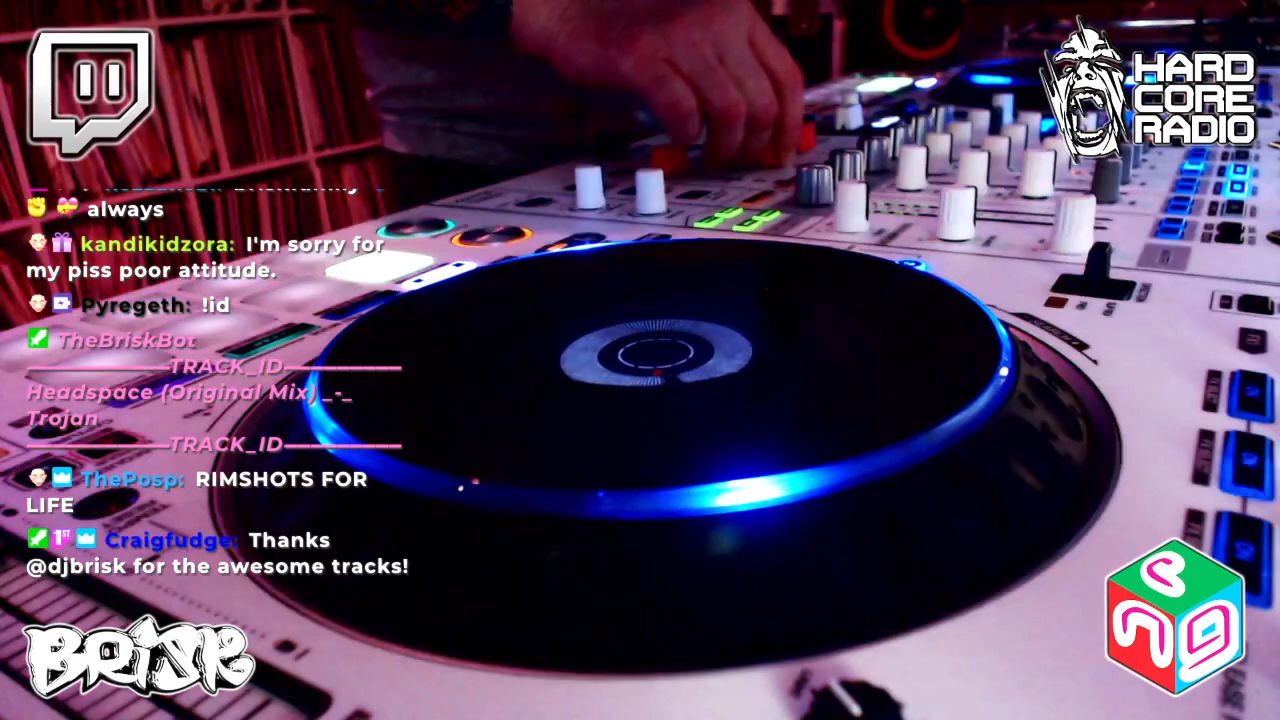 HARD
CORE
RADIO
always
kandikidzora: I'm sorry for
my piss poor attitude.
Pyregeth: !id
TheBriskBot
——————TRACK_ID——————
Headspace (Original Mix) _-_
Trojan
——————TRACK_ID——————
ThePosp: RIMSHOTS FOR
LIFE
1ST Craigfudge: Thanks
@djbrisk for the awesome tracks!
BRISK